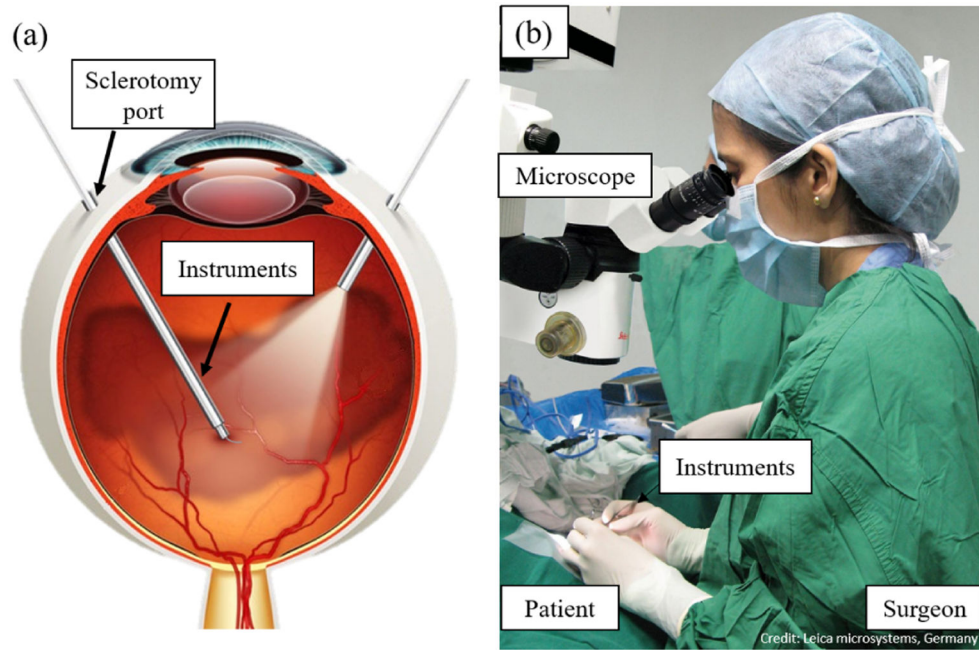 (a)
Sclerotomy
port
Instruments
(b)
Microscope
Instruments
Patient
Surgeon
Credit: Leica microsystems, Germany